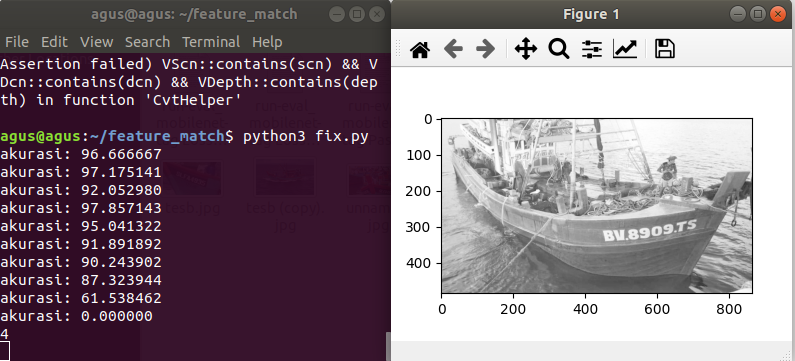 agus@agus: ~/feature_match
File Edit View Search Terminal Help
Assertion failed) VScn::contains(scn) && V
Dcn::contains(dcn) && VDepth::contains(dep
th) in function 'CvtHelper'
agus@agus:~/feature_match$ python3 fix.py
akurasi: 96.666667
akurasi: 97.175141
akurasi: 92.052980
akurasi: 97.857143
akurasi: 95.041322
akurasi: 91.891892
akurasi: 90.243902
akurasi: 87.323944
akurasi: 61.538462
akurasi: 0.000000
4
Figure 1
0
100
200
300
400
0 200 400 600 800
BV.8909.TS